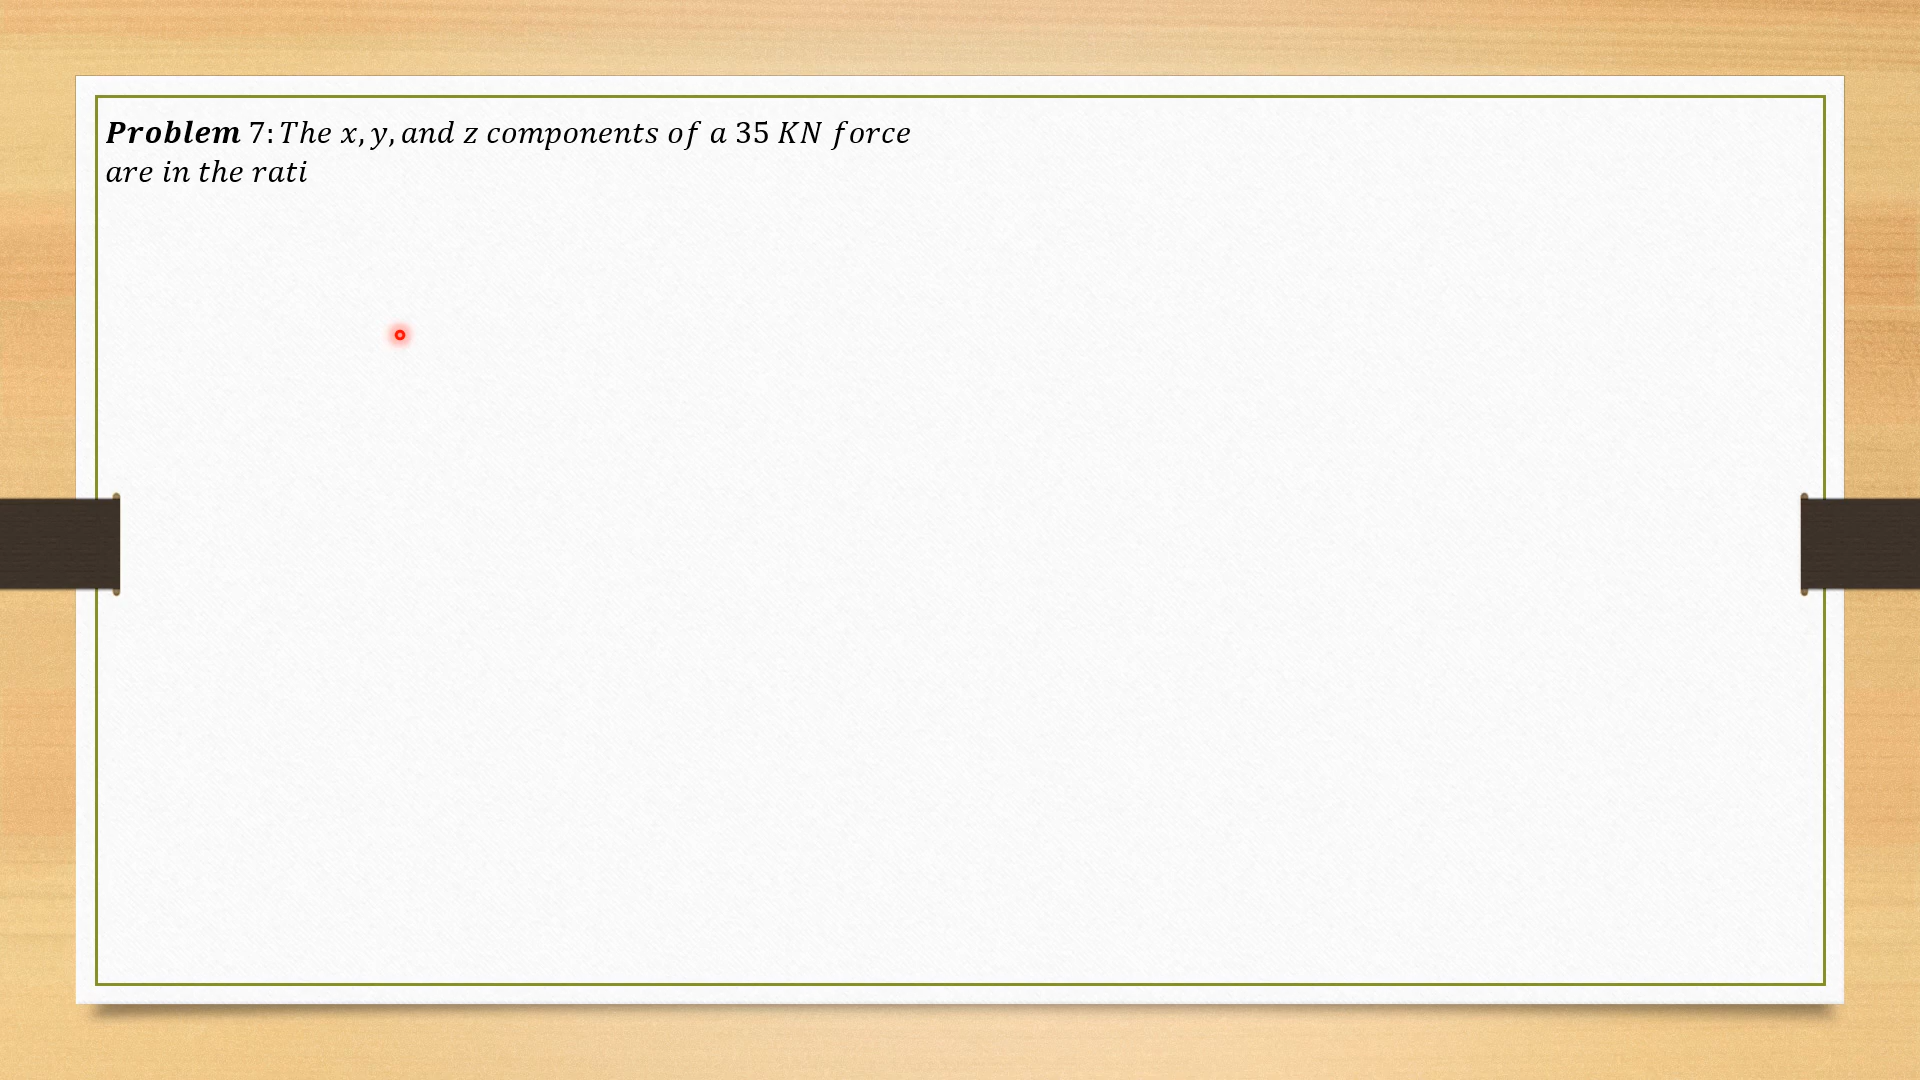 Problem 7: The x, y, and z components of a 35 KN force
are in the rati